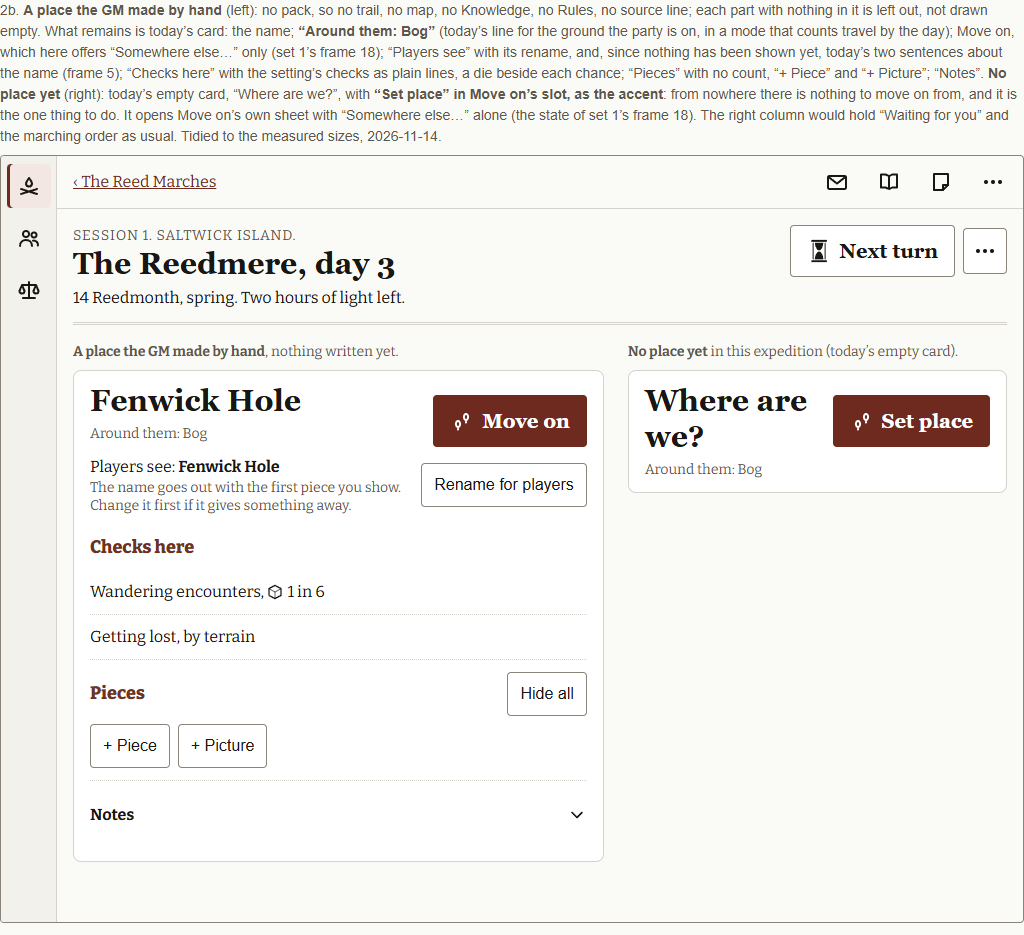 2b. A place the GM made by hand (left): no pack, so no trail, no map, no Knowledge, no Rules, no source line; each part with nothing in it is left out, not drawn
empty. What remains is today's card: the name; “Around them: Bog” (today's line for the ground the party is on, in a mode that counts travel by the day); Move on,
which here offers “Somewhere else…” only (set 1's frame 18); “Players see” with its rename, and, since nothing has been shown yet, today's two sentences about
the name (frame 5); “Checks here” with the setting's checks as plain lines, a die beside each chance; “Pieces” with no count, “+ Piece” and “+ Picture”; “Notes”. No
place yet (right): today's empty card, “Where are we?”, with “Set place” in Move on's slot, as the accent: from nowhere there is nothing to move on from, and it is
the one thing to do. It opens Move on's own sheet with “Somewhere else…” alone (the state of set 1's frame 18). The right column would hold “Waiting for you” and
the marching order as usual. Tidied to the measured sizes, 2026-11-14.
‹ The Reed Marches
SESSION 1. SALTWICK ISLAND.
The Reedmere, day 3
14 Reedmonth, spring. Two hours of light left.
Next turn
A place the GM made by hand, nothing written yet.
Fenwick Hole
Around them: Bog
Move on
Players see: Fenwick Hole
The name goes out with the first piece you show.
Change it first if it gives something away.
Rename for players
Checks here
Wandering encounters, 1 in 6
Getting lost, by terrain
Pieces
Hide all
+ Piece
+ Picture
Notes
No place yet in this expedition (today's empty card).
Where are
we?
Around them: Bog
Set place